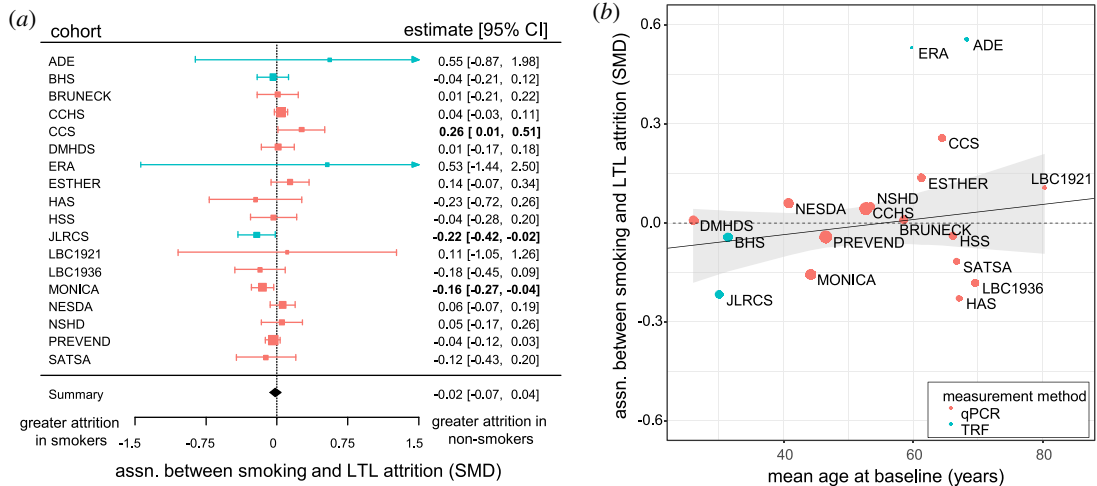 (a)
cohort estimate [95% CI]
ADE 0.55 [-0.87, 1.98]
BHS -0.04 [-0.21, 0.12]
BRUNECK 0.01 [-0.21, 0.22]
CCHS 0.04 [-0.03, 0.11]
CCS 0.26 [ 0.01, 0.51]
DMHDS 0.01 [-0.17, 0.18]
ERA 0.53 [-1.44, 2.50]
ESTHER 0.14 [-0.07, 0.34]
HAS -0.23 [-0.72, 0.26]
HSS -0.04 [-0.28, 0.20]
JLRCS -0.22 [-0.42, -0.02]
LBC1921 0.11 [-1.05, 1.26]
LBC1936 -0.18 [-0.45, 0.09]
MONICA -0.16 [-0.27, -0.04]
NESDA 0.06 [-0.07, 0.19]
NSHD 0.05 [-0.17, 0.26]
PREVEND -0.04 [-0.12, 0.03]
SATSA -0.12 [-0.43, 0.20]
Summary -0.02 [-0.07, 0.04]
greater attrition
in smokers
greater attrition in
non-smokers
-1.5 -0.75 0 0.75 1.5
assn. between smoking and LTL attrition (SMD)
(b)
assn. between smoking and LTL attrition (SMD)
0.6
0.3
0.0
-0.3
-0.6
ERA
ADE
CCS
ESTHER
LBC1921
NESDA
NSHD
CCHS
DMHDS
BHS
PREVEND
BRUNECK
HSS
MONICA
SATSA
LBC1936
HAS
JLRCS
measurement method
qPCR
TRF
40 60 80
mean age at baseline (years)